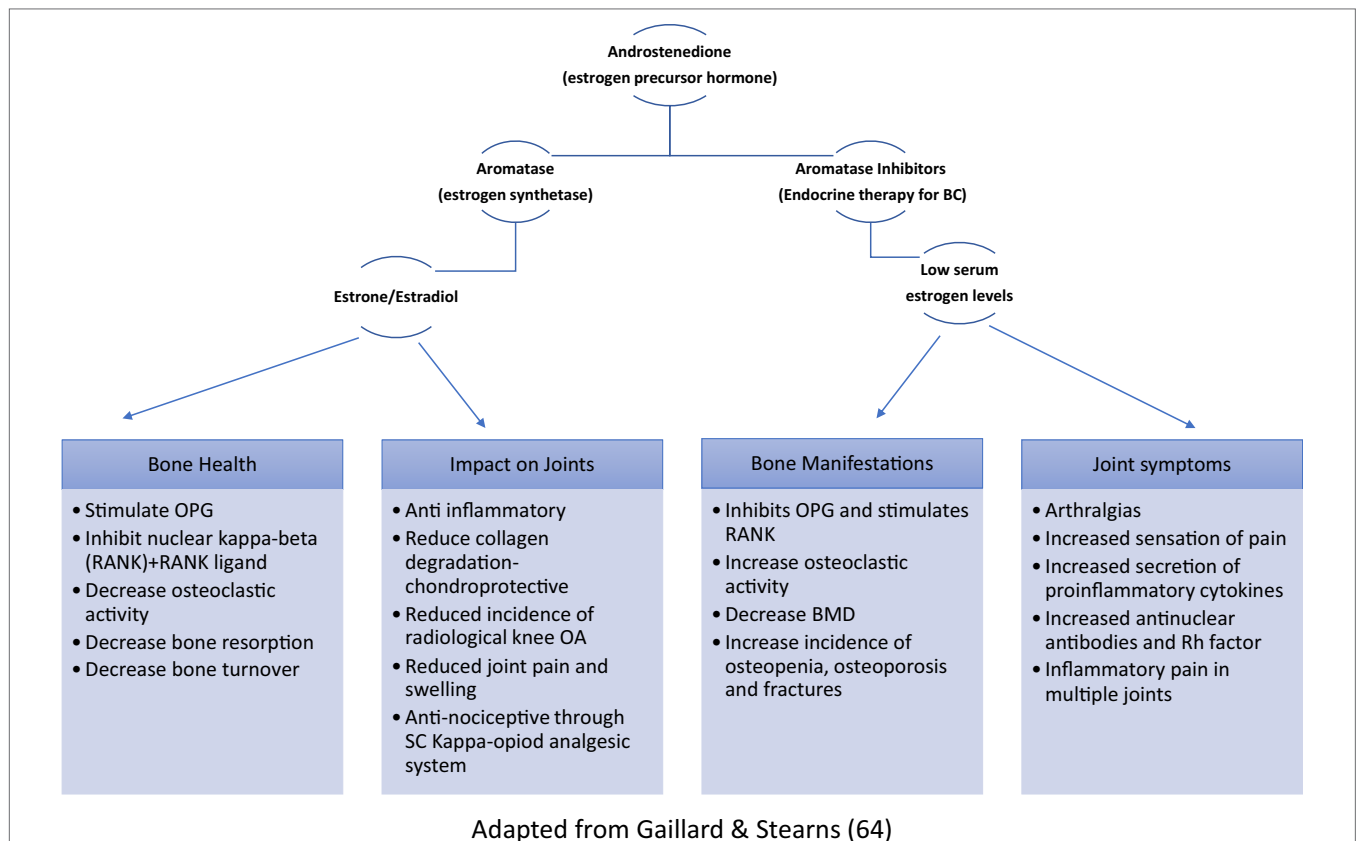 Androstenedione
(estrogen precursor hormone)
Aromatase
(estrogen synthetase)
Aromatase Inhibitors
(Endocrine therapy for BC)
Estrone/Estradiol
Low serum
estrogen levels
Bone Health
• Stimulate OPG
• Inhibit nuclear kappa-beta
(RANK)+RANK ligand
• Decrease osteoclastic
activity
• Decrease bone resorption
• Decrease bone turnover
Impact on Joints
• Anti inflammatory
• Reduce collagen
degradation-
chondroprotective
• Reduced incidence of
radiological knee OA
• Reduced joint pain and
swelling
• Anti-nociceptive through
SC Kappa-opiod analgesic
system
Bone Manifestations
• Inhibits OPG and stimulates
RANK
• Increase osteoclastic
activity
• Decrease BMD
• Increase incidence of
osteopenia, osteoporosis
and fractures
Joint symptoms
• Arthralgias
• Increased sensation of pain
• Increased secretion of
proinflammatory cytokines
• Increased antinuclear
antibodies and Rh factor
• Inflammatory pain in
multiple joints
Adapted from Gaillard & Stearns (64)